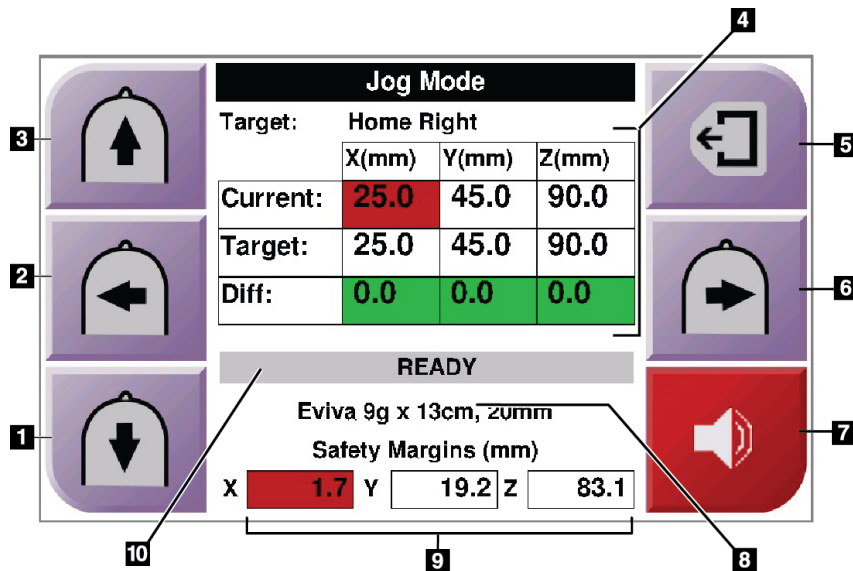 4
Jog Mode
3
Target: Home Right
5
X(mm) Y(mm) Z(mm)
Current: 25.0 45.0 90.0
Target: 25.0 45.0 90.0
2
6
Diff: 0.0 0.0 0.0
READY
Eviva 9g x 13cm, 20mm
1
7
Safety Margins (mm)
X 1.7 Y 19.2 Z 83.1
10
9
8